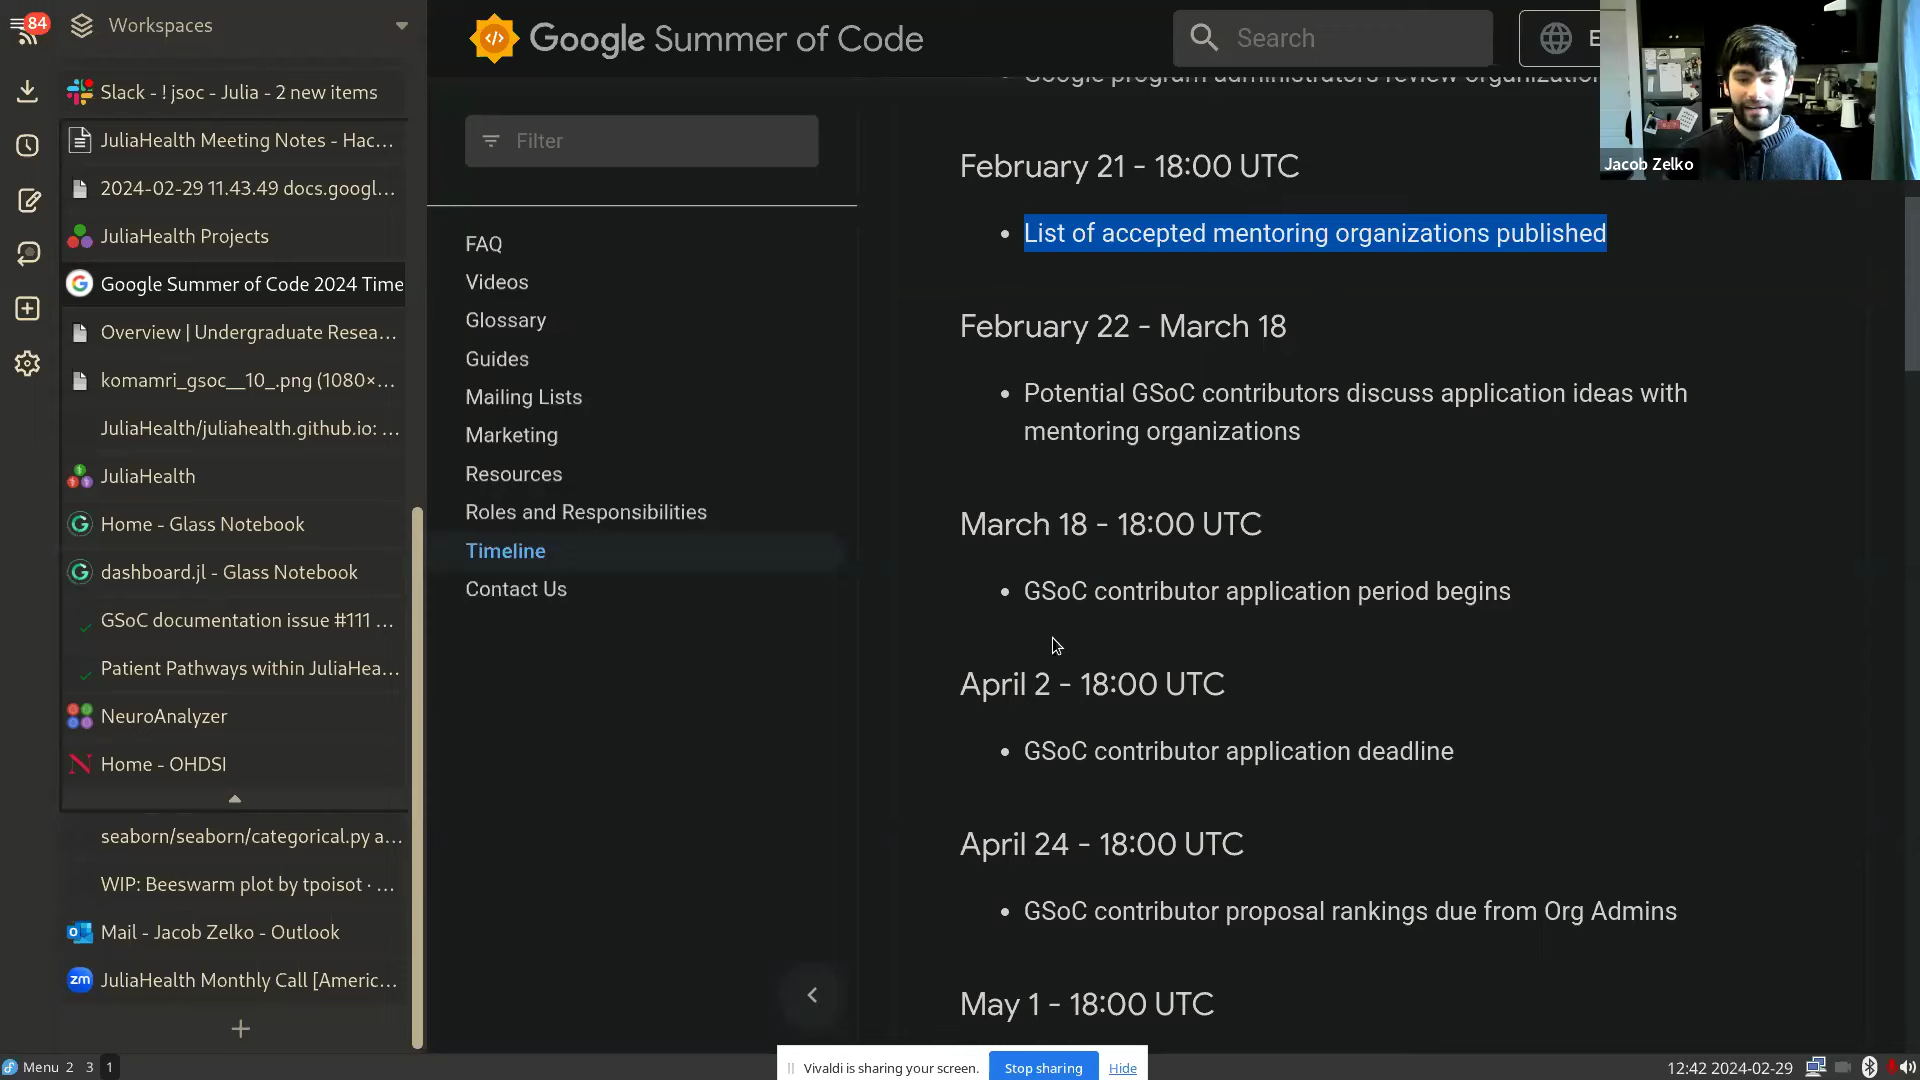 84
Workspaces
Slack - ! jsoc - Julia - 2 new items
JuliaHealth Meeting Notes - Hac...
2024-02-29 11.43.49 docs.googl...
JuliaHealth Projects
Google Summer of Code 2024 Time
Overview | Undergraduate Resea...
komamri_gsoc__10_.png (1080×...
JuliaHealth/juliahealth.github.io: ...
JuliaHealth
Home - Glass Notebook
dashboard.jl - Glass Notebook
GSoC documentation issue #111 ...
Patient Pathways within JuliaHea...
NeuroAnalyzer
Home - OHDSI
seaborn/seaborn/categorical.py a...
WIP: Beeswarm plot by tpoisot · ...
Mail - Jacob Zelko - Outlook
zm JuliaHealth Monthly Call [Americ...
Google Summer of Code
Search
E
Filter
FAQ
Videos
Glossary
Guides
Mailing Lists
Marketing
Resources
Roles and Responsibilities
Timeline
Contact Us
Google program administrators review organization
February 21 - 18:00 UTC
• List of accepted mentoring organizations published
February 22 - March 18
• Potential GSoC contributors discuss application ideas with
mentoring organizations
March 18 - 18:00 UTC
• GSoC contributor application period begins
April 2 - 18:00 UTC
• GSoC contributor application deadline
April 24 - 18:00 UTC
• GSoC contributor proposal rankings due from Org Admins
May 1 - 18:00 UTC
Jacob Zelko
Menu 2 3 1
Vivaldi is sharing your screen. Stop sharing Hide
12:42 2024-02-29